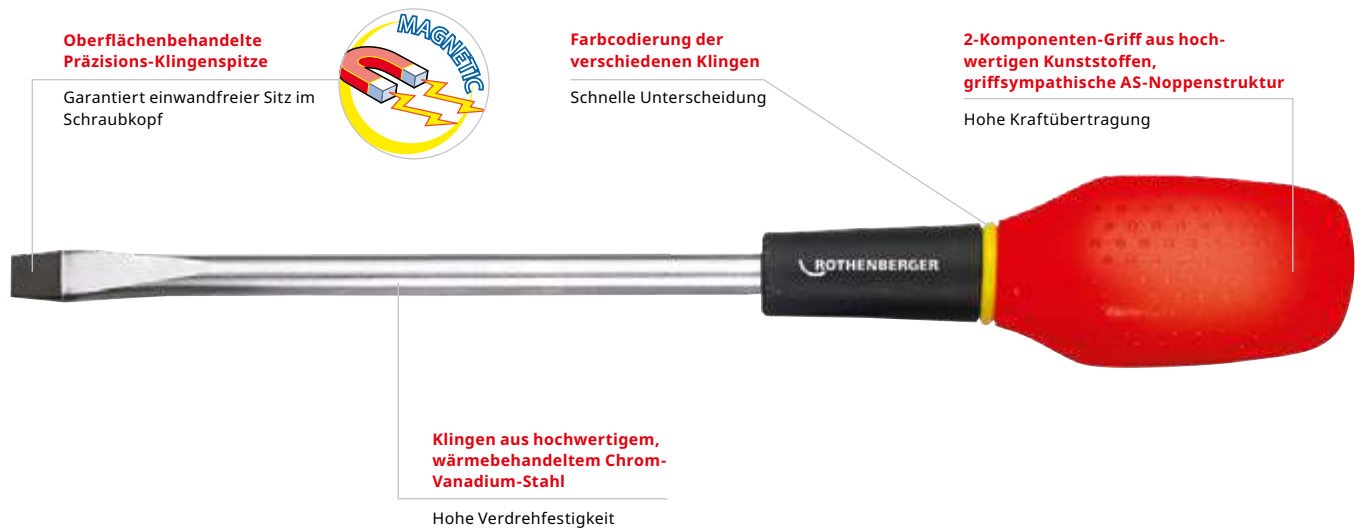 Oberflächenbehandelte
Präzisions-Klingenspitze
Garantiert einwandfreier Sitz im
Schraubkopf
MAGNETIC
Farbcodierung der
verschiedenen Klingen
Schnelle Unterscheidung
2-Komponenten-Griff aus hoch-
wertigen Kunststoffen,
griffsympathische AS-Noppenstruktur
Hohe Kraftübertragung
ROTHENBERGER
Klingen aus hochwertigem,
wärmebehandeltem Chrom-
Vanadium-Stahl
Hohe Verdrehfestigkeit